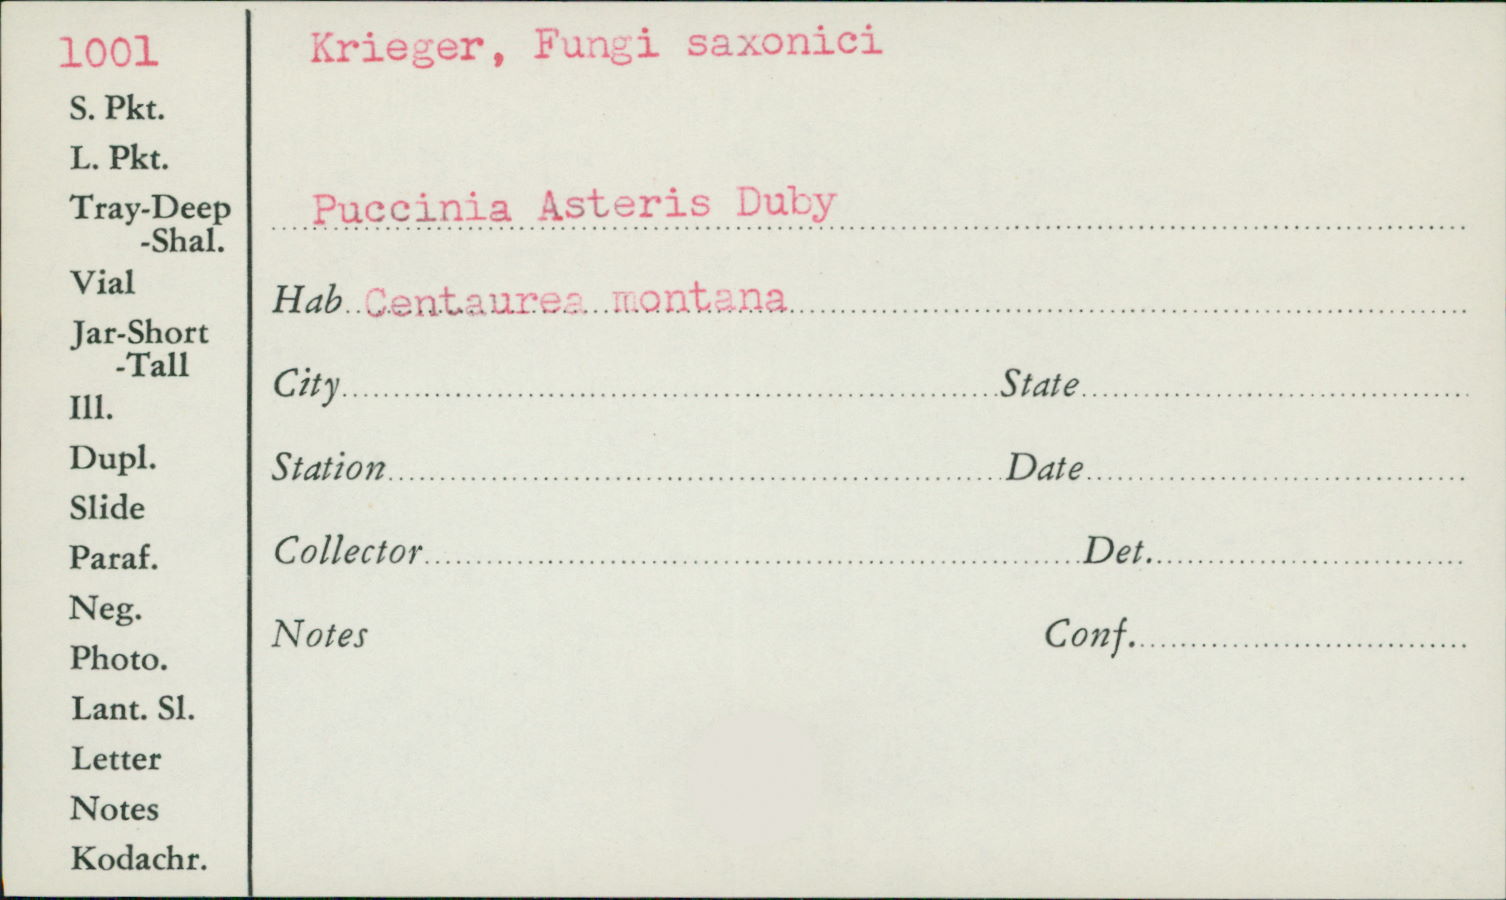 1001
S. Pkt.
L. Pkt.
Tray-Deep
-Shal.
Vial
Jar-Short
-Tall
Ill.
Dupl.
Slide
Paraf.
Neg.
Photo.
Lant. Sl.
Letter
Notes
Kodachr.
Krieger, Fungi saxonici
Puccinia Asteris Duby
Hab Centaurea montana
City State
Station Date
Collector Det.
Notes Conf.